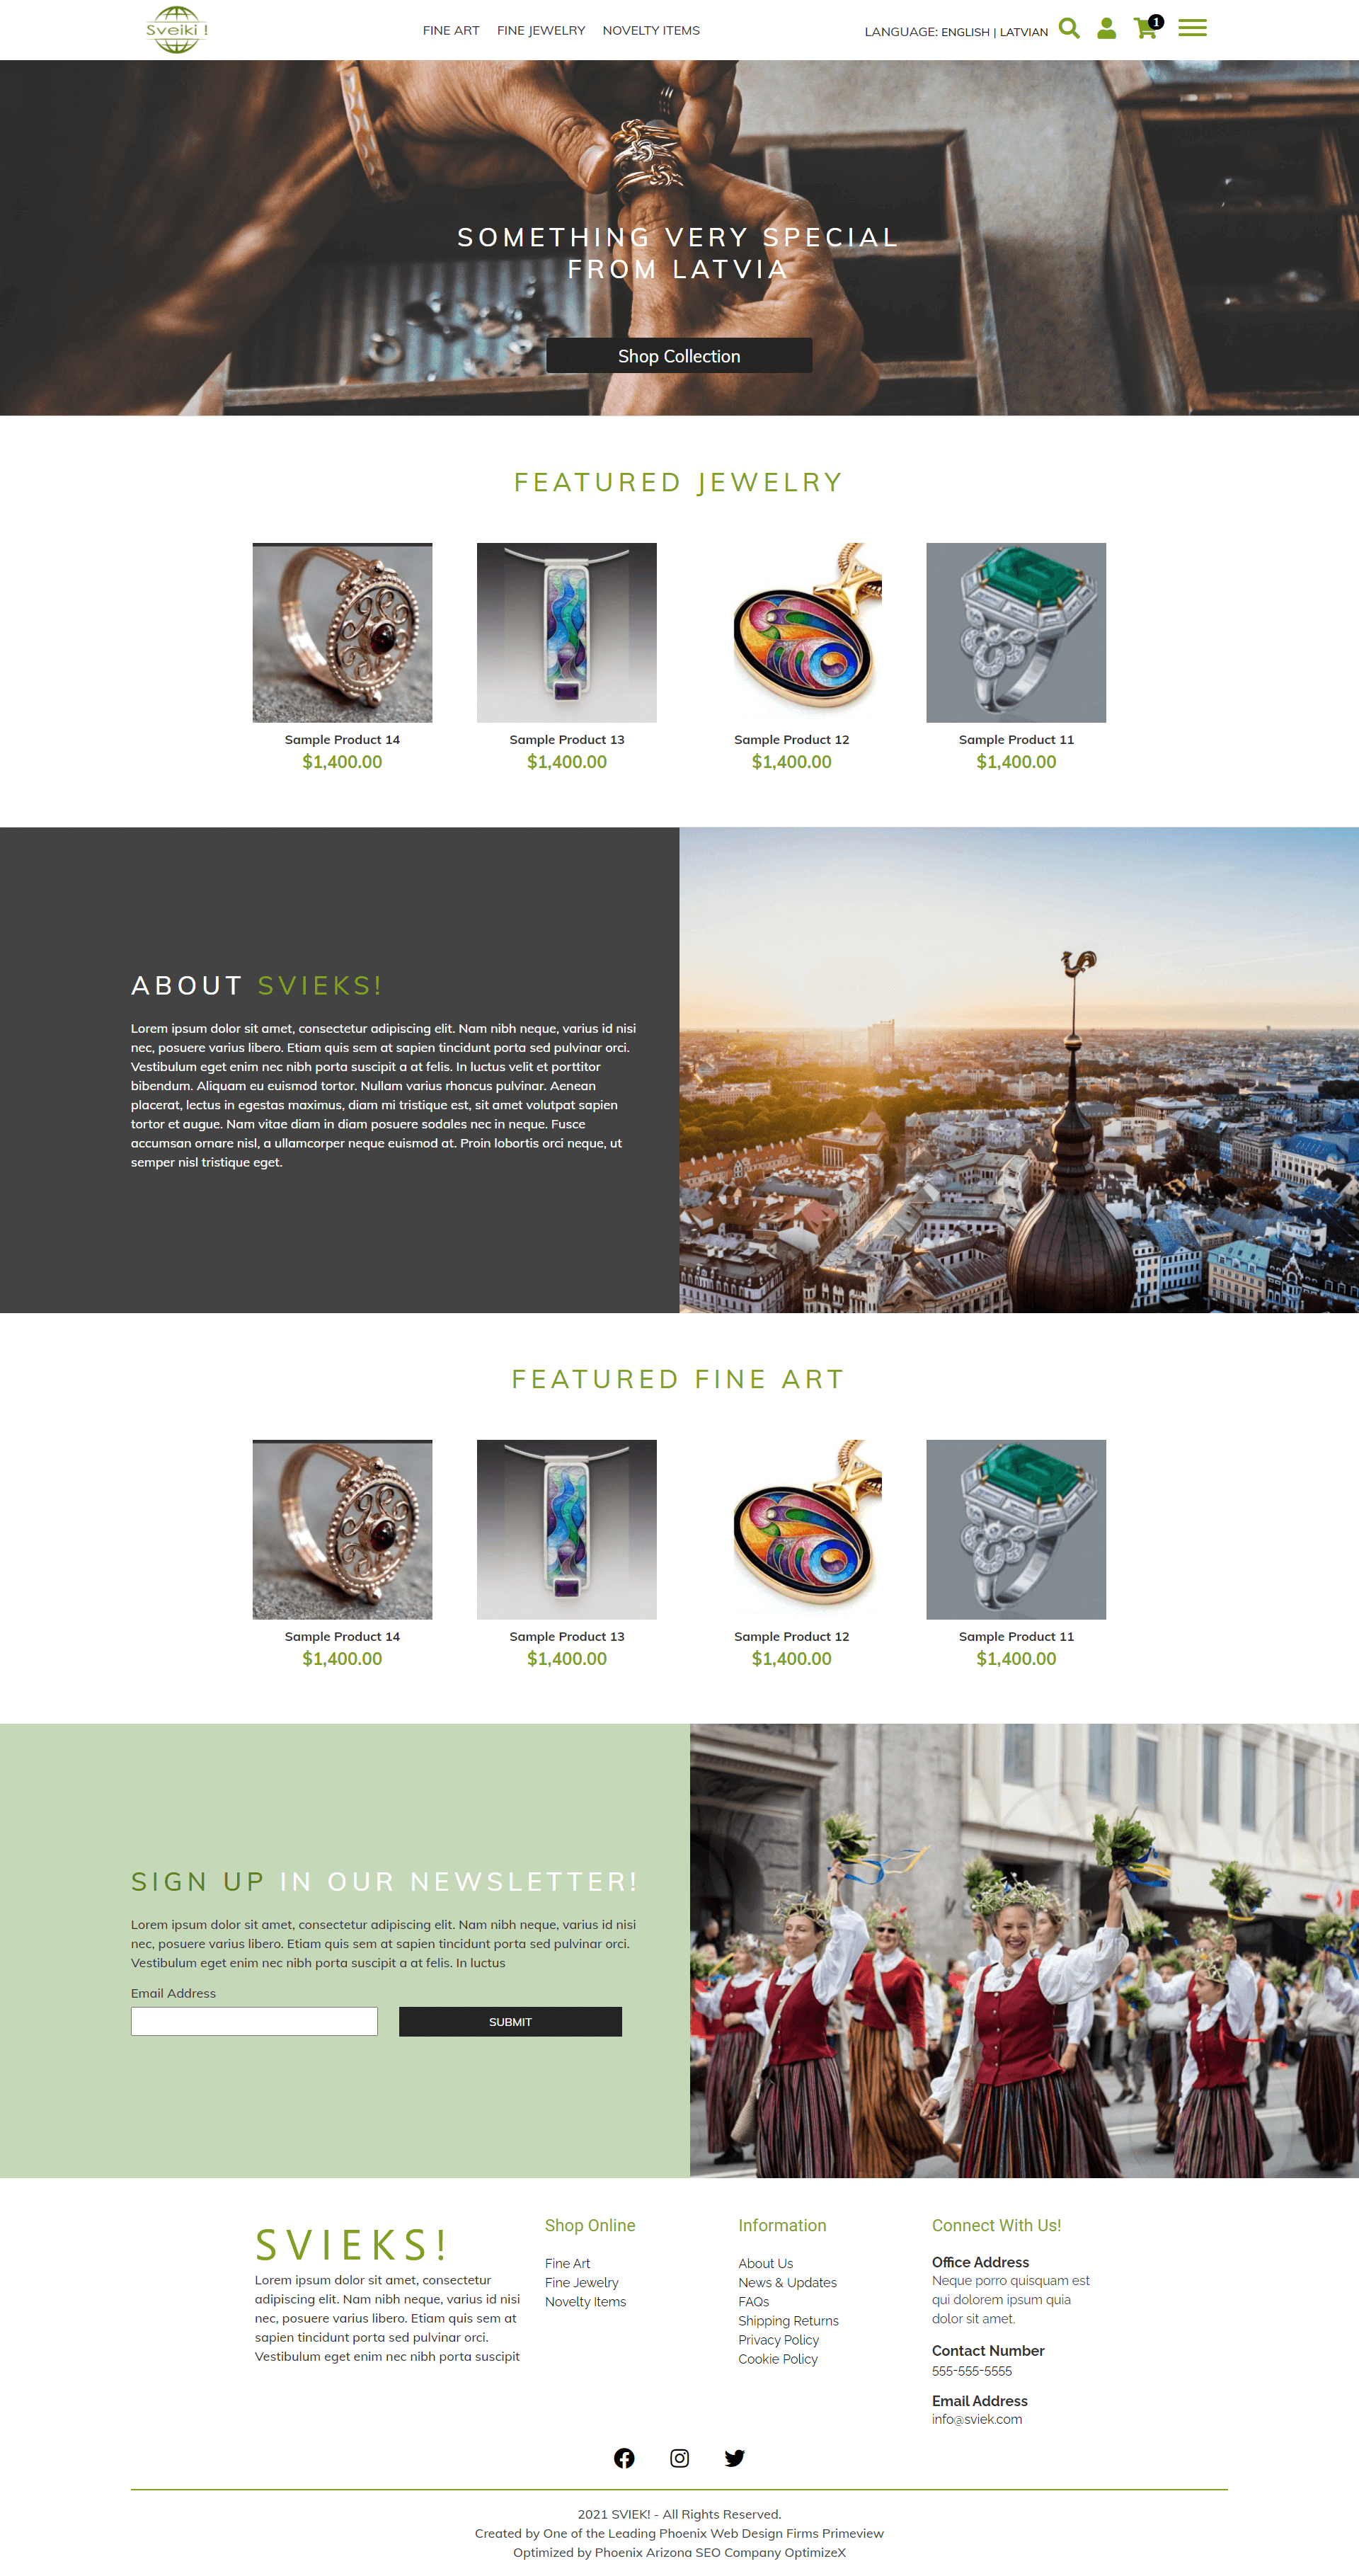 Sveiki !
FINE ART FINE JEWELRY NOVELTY ITEMS
LANGUAGE: ENGLISH | LATVIAN
1
SOMETHING VERY SPECIAL
FROM LATVIA
Shop Collection
FEATURED JEWELRY
Sample Product 14
$1,400.00
Sample Product 13
$1,400.00
Sample Product 12
$1,400.00
Sample Product 11
$1,400.00
ABOUT SVIEKS!
Lorem ipsum dolor sit amet, consectetur adipiscing elit. Nam nibh neque, varius id nisi
nec, posuere varius libero. Etiam quis sem at sapien tincidunt porta sed pulvinar orci.
Vestibulum eget enim nec nibh porta suscipit a at felis. In luctus velit et porttitor
bibendum. Aliquam eu euismod tortor. Nullam varius rhoncus pulvinar. Aenean
placerat, lectus in egestas maximus, diam mi tristique est, sit amet volutpat sapien
tortor et augue. Nam vitae diam in diam posuere sodales nec in neque. Fusce
accumsan ornare nisl, a ullamcorper neque euismod at. Proin lobortis orci neque, ut
semper nisl tristique eget.
FEATURED FINE ART
Sample Product 14
$1,400.00
Sample Product 13
$1,400.00
Sample Product 12
$1,400.00
Sample Product 11
$1,400.00
SIGN UP IN OUR NEWSLETTER!
Lorem ipsum dolor sit amet, consectetur adipiscing elit. Nam nibh neque, varius id nisi
nec, posuere varius libero. Etiam quis sem at sapien tincidunt porta sed pulvinar orci.
Vestibulum eget enim nec nibh porta suscipit a at felis. In luctus
Email Address
SUBMIT
SVIEKS!
Lorem ipsum dolor sit amet, consectetur
adipiscing elit. Nam nibh neque, varius id nisi
nec, posuere varius libero. Etiam quis sem at
sapien tincidunt porta sed pulvinar orci.
Vestibulum eget enim nec nibh porta suscipit
Shop Online
Fine Art
Fine Jewelry
Novelty Items
Information
About Us
News & Updates
FAQs
Shipping Returns
Privacy Policy
Cookie Policy
Connect With Us!
Office Address
Neque porro quisquam est
qui dolorem ipsum quia
dolor sit amet,
Contact Number
555-555-5555
Email Address
info@sviek.com
2021 SVIEK! - All Rights Reserved.
Created by One of the Leading Phoenix Web Design Firms Primeview
Optimized by Phoenix Arizona SEO Company OptimizeX